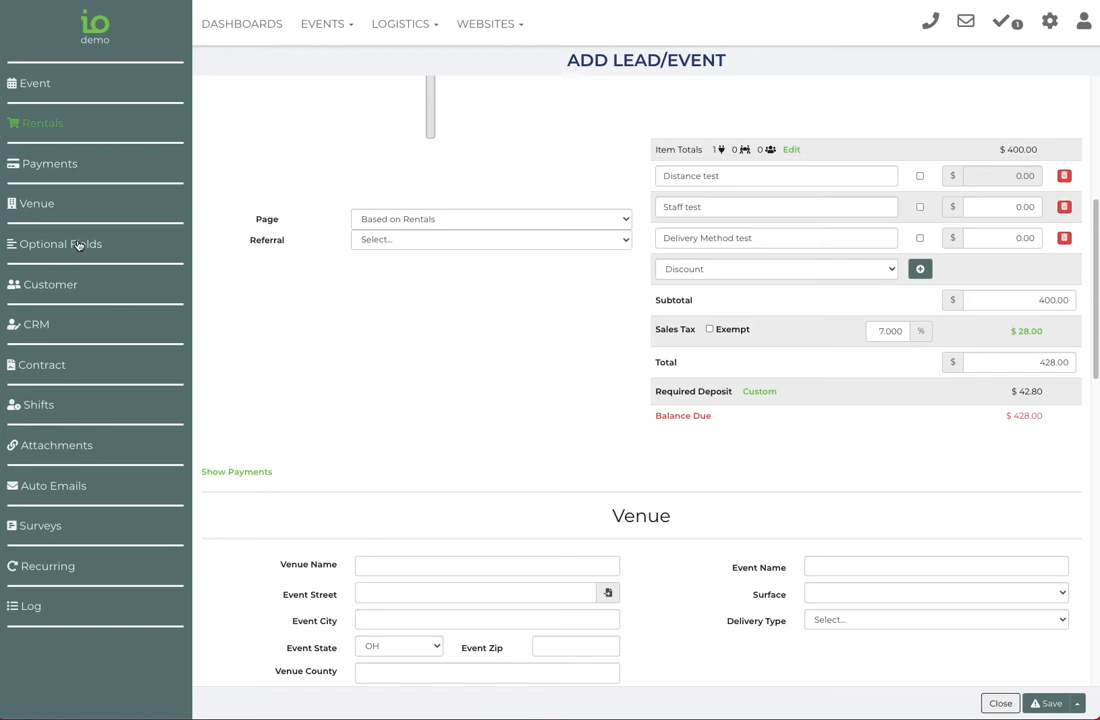 io
demo
DASHBOARDS EVENTS LOGISTICS WEBSITES
1
ADD LEAD/EVENT
Event
Rentals
Payments
Venue
Optional Fields
Customer
CRM
Contract
Shifts
Attachments
Auto Emails
Surveys
Recurring
Log
Page Based on Rentals
Referral Select...
Item Totals 1 0 0 Edit $ 400.00
Distance test $ 0.00
Staff test $ 0.00
Delivery Method test $ 0.00
Discount
Subtotal $ 400.00
Sales Tax Exempt 7.000 % $ 28.00
Total $ 428.00
Required Deposit Custom $ 42.80
Balance Due $ 428.00
Show Payments
Venue
Venue Name
Event Street
Event City
Event State OH Event Zip
Venue County
Event Name
Surface
Delivery Type Select...
Close Save